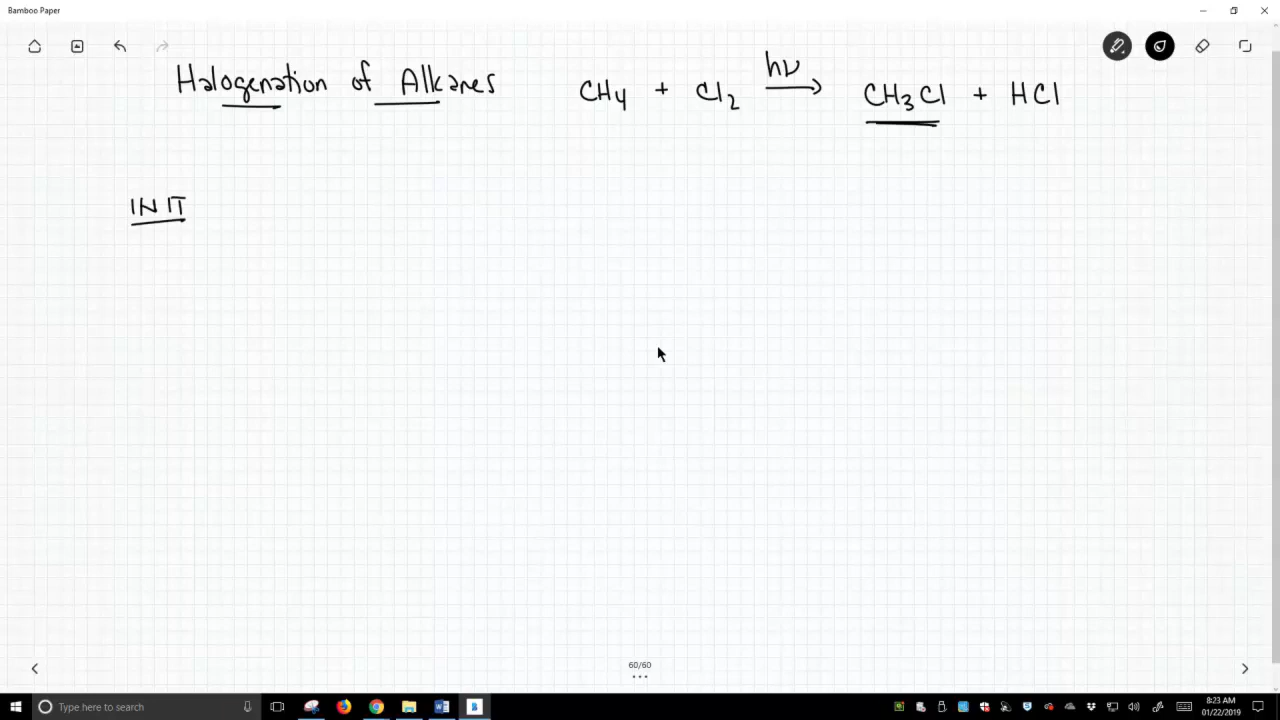 Bamboo Paper
Halogenation of Alkanes CH4 + Cl2 hν → CH3Cl + HCl
INIT
60/60
Type here to search
8:23 AM
01/22/2019